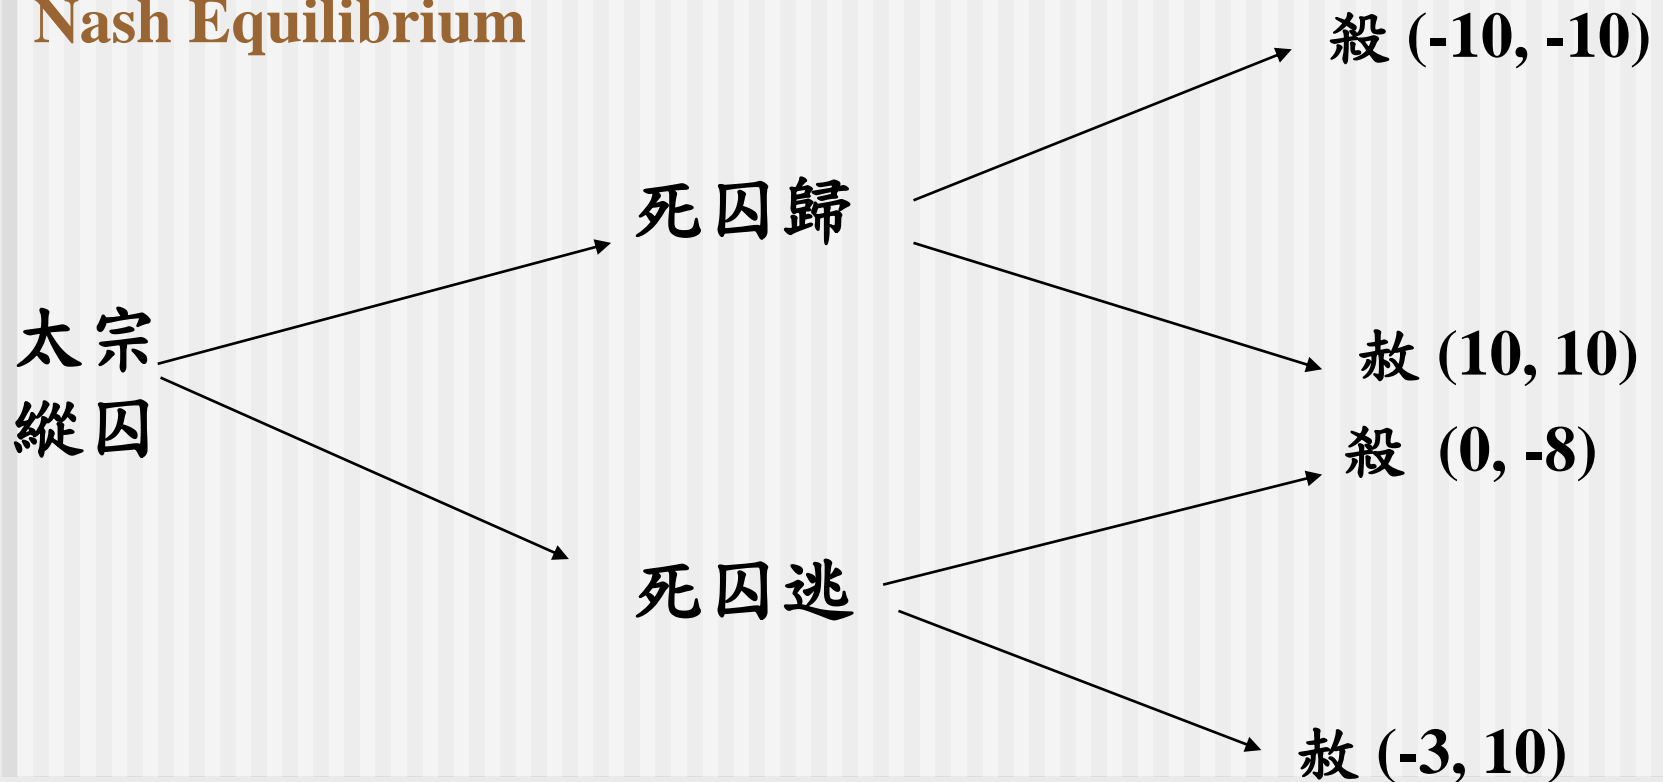 Nash Equilibrium
殺 (-10, -10)
死囚歸
太宗
縱囚
赦 (10, 10)
殺 (0, -8)
死囚逃
赦 (-3, 10)